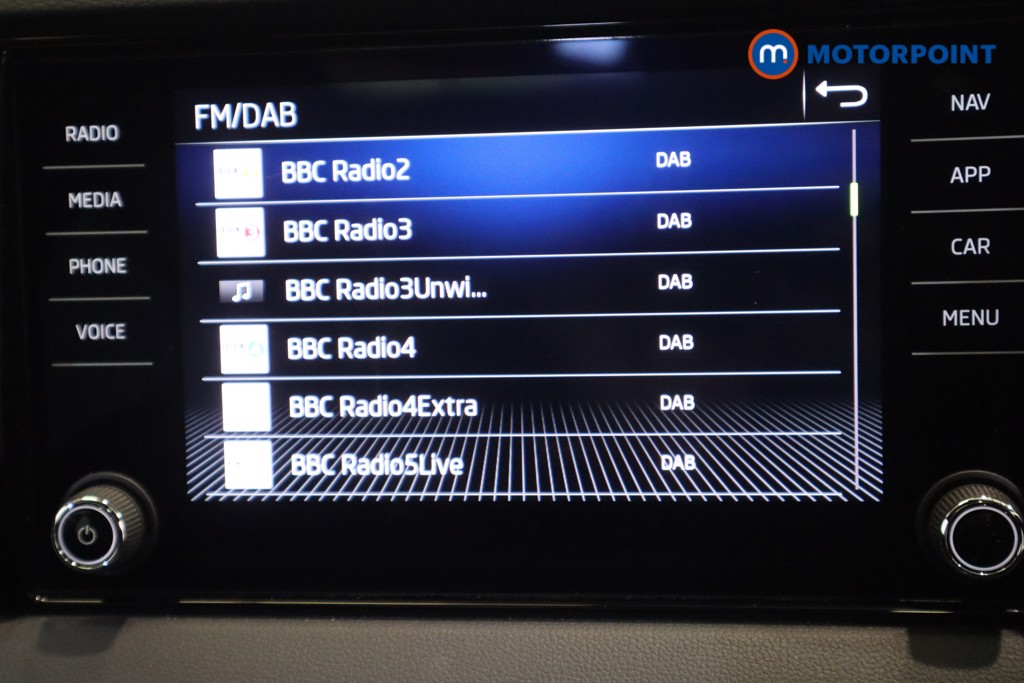 m MOTORPOINT
FM/DAB
RADIO
MEDIA
PHONE
VOICE
BBC Radio2 DAB
BBC Radio3 DAB
BBC Radio3Unwi... DAB
BBC Radio4 DAB
BBC Radio4Extra DAB
BBC Radio5Live DAB
NAV
APP
CAR
MENU